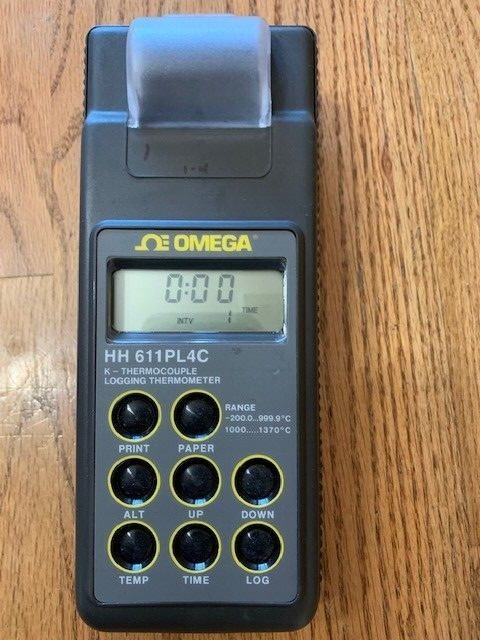 OMEGA®
0:00
TIME
INTV
HH 611PL4C
K – THERMOCOUPLE
LOGGING THERMOMETER
RANGE
-200.0...999.9°C
1000.....1370°C
PRINT PAPER
ALT UP DOWN
TEMP TIME LOG